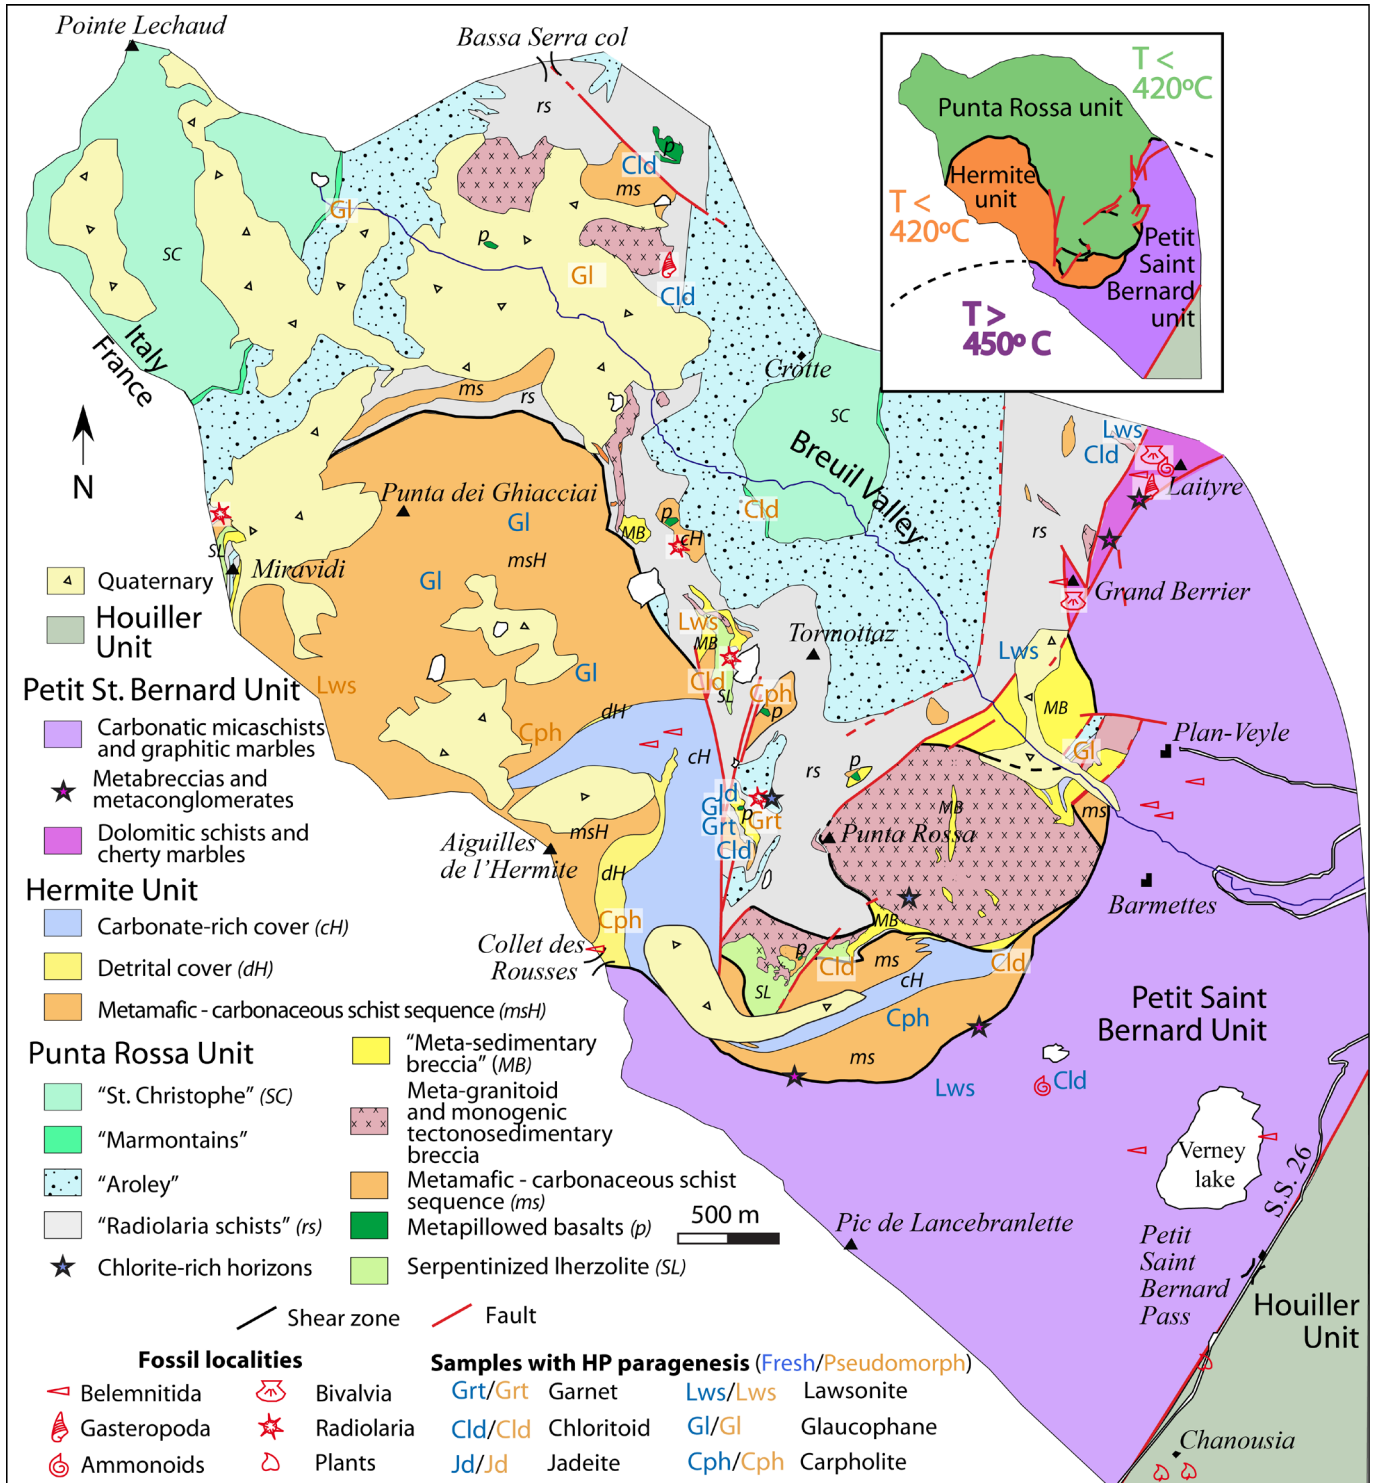 Pointe Lechaud
Bassa Serra col
rs
p
Cld
ms
Gl
SC
p
Gl
Cld
Italy
France
N
ms
rs
Grotte
SC
Breuil Valley
T <
420ºC
Punta Rossa unit
Hermite
unit
T <
420ºC
Petit
Saint
Bernard
unit
T >
450º C
Lws
Cld
Laityre
rs
Grand Berrier
Punta dei Ghiacciai
Gl
msH
Gl
Cld
p
MB
cH
SL
Miravidi
Lws
MB
Tormottaz
Lws
Cld
SL
Cph
p
Gl
Lws
dH
Cph
cH
MB
Gl
Plan-Veyle
rs
p
Jd
Gl
p
Grt
Grt
Cld
MB
ms
Punta Rossa
msH
Aiguilles
de l’Hermite
dH
Cph
Barmettes
Collet des
Rousses
MB
p
Cld
ms
Cld
cH
SL
Cph
ms
Petit Saint
Bernard Unit
Lws
Cld
Verney
lake
S.S. 26
Pic de Lancebranlette
Petit
Saint
Bernard
Pass
Houiller
Unit
Chanousia
Quaternary
Houiller
Unit
Petit St. Bernard Unit
Carbonatic micaschists
and graphitic marbles
Metabreccias and
metaconglomerates
Dolomitic schists and
cherty marbles
Hermite Unit
Carbonate-rich cover (cH)
Detrital cover (dH)
Metamafic - carbonaceous schist sequence (msH)
Punta Rossa Unit
“St. Christophe” (SC)
“Marmontains”
“Aroley”
“Radiolaria schists” (rs)
Chlorite-rich horizons
“Meta-sedimentary
breccia” (MB)
Meta-granitoid
and monogenic
tectonosedimentary
breccia
Metamafic - carbonaceous schist
sequence (ms)
Metapillowed basalts (p)
Serpentinized lherzolite (SL)
500 m
Shear zone
Fault
Fossil localities
Belemnitida
Bivalvia
Gasteropoda
Radiolaria
Ammonoids
Plants
Samples with HP paragenesis (Fresh/Pseudomorph)
Grt/Grt Garnet
Lws/Lws Lawsonite
Cld/Cld Chloritoid
Gl/Gl Glaucophane
Jd/Jd Jadeite
Cph/Cph Carpholite